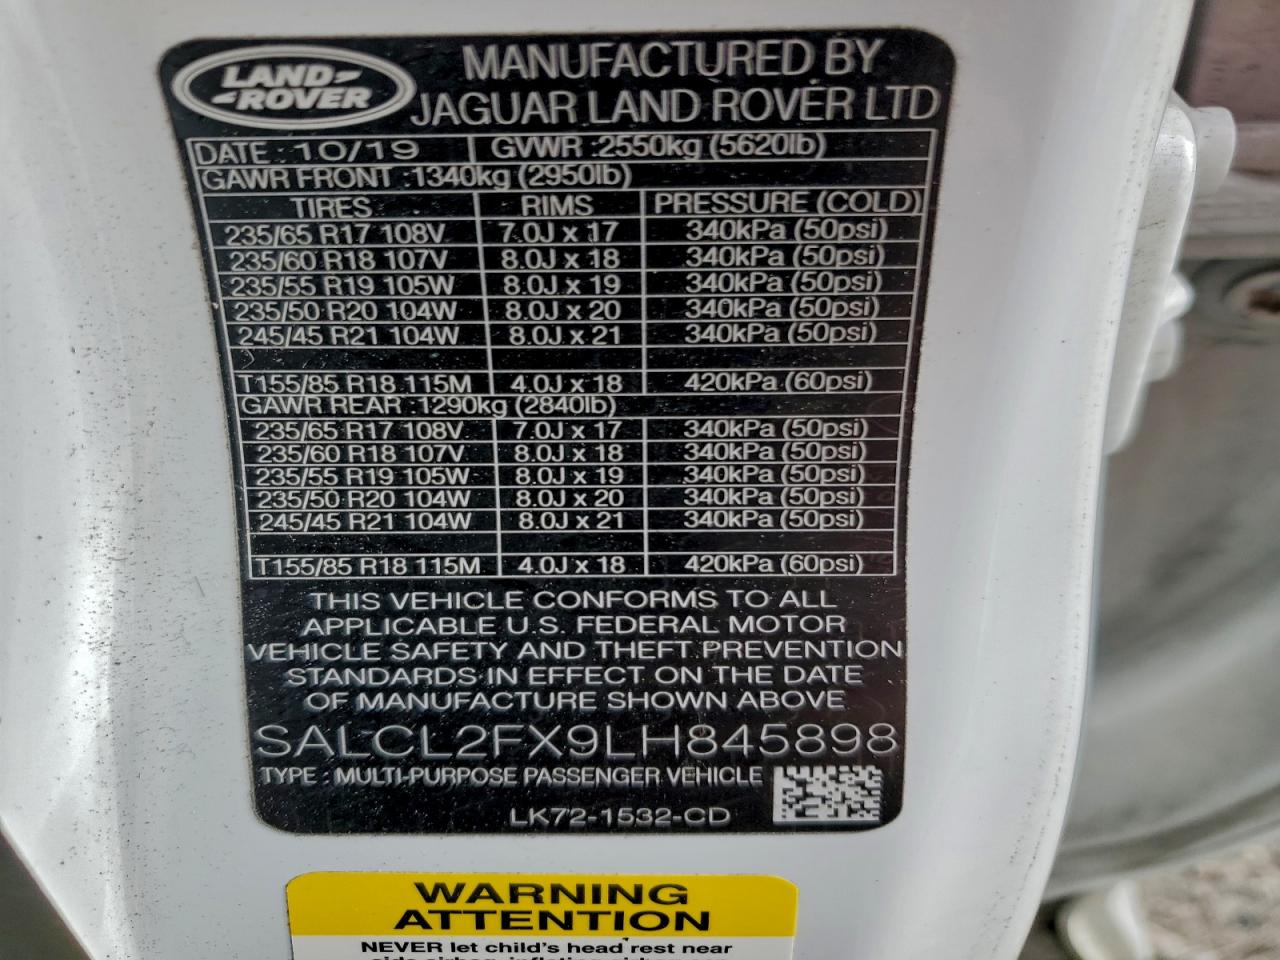 LAND-
-ROVER
MANUFACTURED BY
JAGUAR LAND ROVER LTD
DATE : 10/19 GVWR :2550kg (5620lb)
GAWR FRONT :1340kg (2950lb)
TIRES RIMS PRESSURE (COLD)
235/65 R17 108V 7.0J x 17 340kPa (50psi)
235/60 R18 107V 8.0J x 18 340kPa (50psi)
235/55 R19 105W 8.0J x 19 340kPa (50psi)
235/50 R20 104W 8.0J x 20 340kPa (50psi)
245/45 R21 104W 8.0J x 21 340kPa (50psi)
T155/85 R18 115M 4.0J x 18 420kPa (60psi)
GAWR REAR :1290kg (2840lb)
235/65 R17 108V 7.0J x 17 340kPa (50psi)
235/60 R18 107V 8.0J x 18 340kPa (50psi)
235/55 R19 105W 8.0J x 19 340kPa (50psi)
235/50 R20 104W 8.0J x 20 340kPa (50psi)
245/45 R21 104W 8.0J x 21 340kPa (50psi)
T155/85 R18 115M 4.0J x 18 420kPa (60psi)
THIS VEHICLE CONFORMS TO ALL
APPLICABLE U.S. FEDERAL MOTOR
VEHICLE SAFETY AND THEFT PREVENTION
STANDARDS IN EFFECT ON THE DATE
OF MANUFACTURE SHOWN ABOVE
SALCL2FX9LH845898
TYPE : MULTI-PURPOSE PASSENGER VEHICLE
LK72-1532-CD
WARNING
ATTENTION
NEVER let child's head rest near